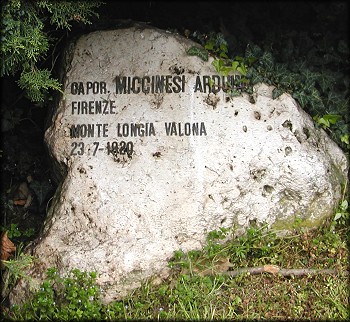 CAPOR. MICCINESI ARDUINO
FIRENZE
MONTE LONGIA VALONA
23-7-1920